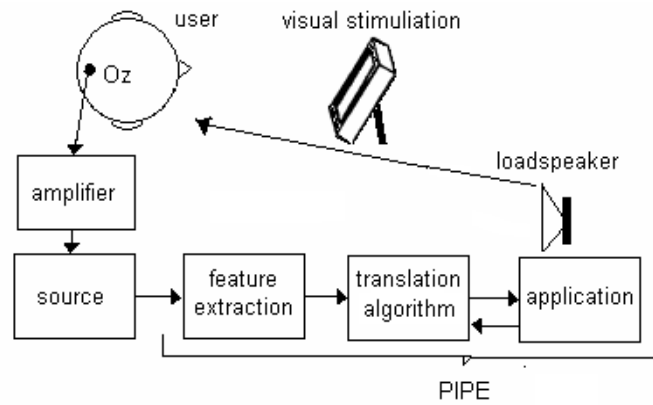 user
visual stimuliation
Oz
loadspeaker
amplifier
source
feature
extraction
translation
algorithm
application
PIPE